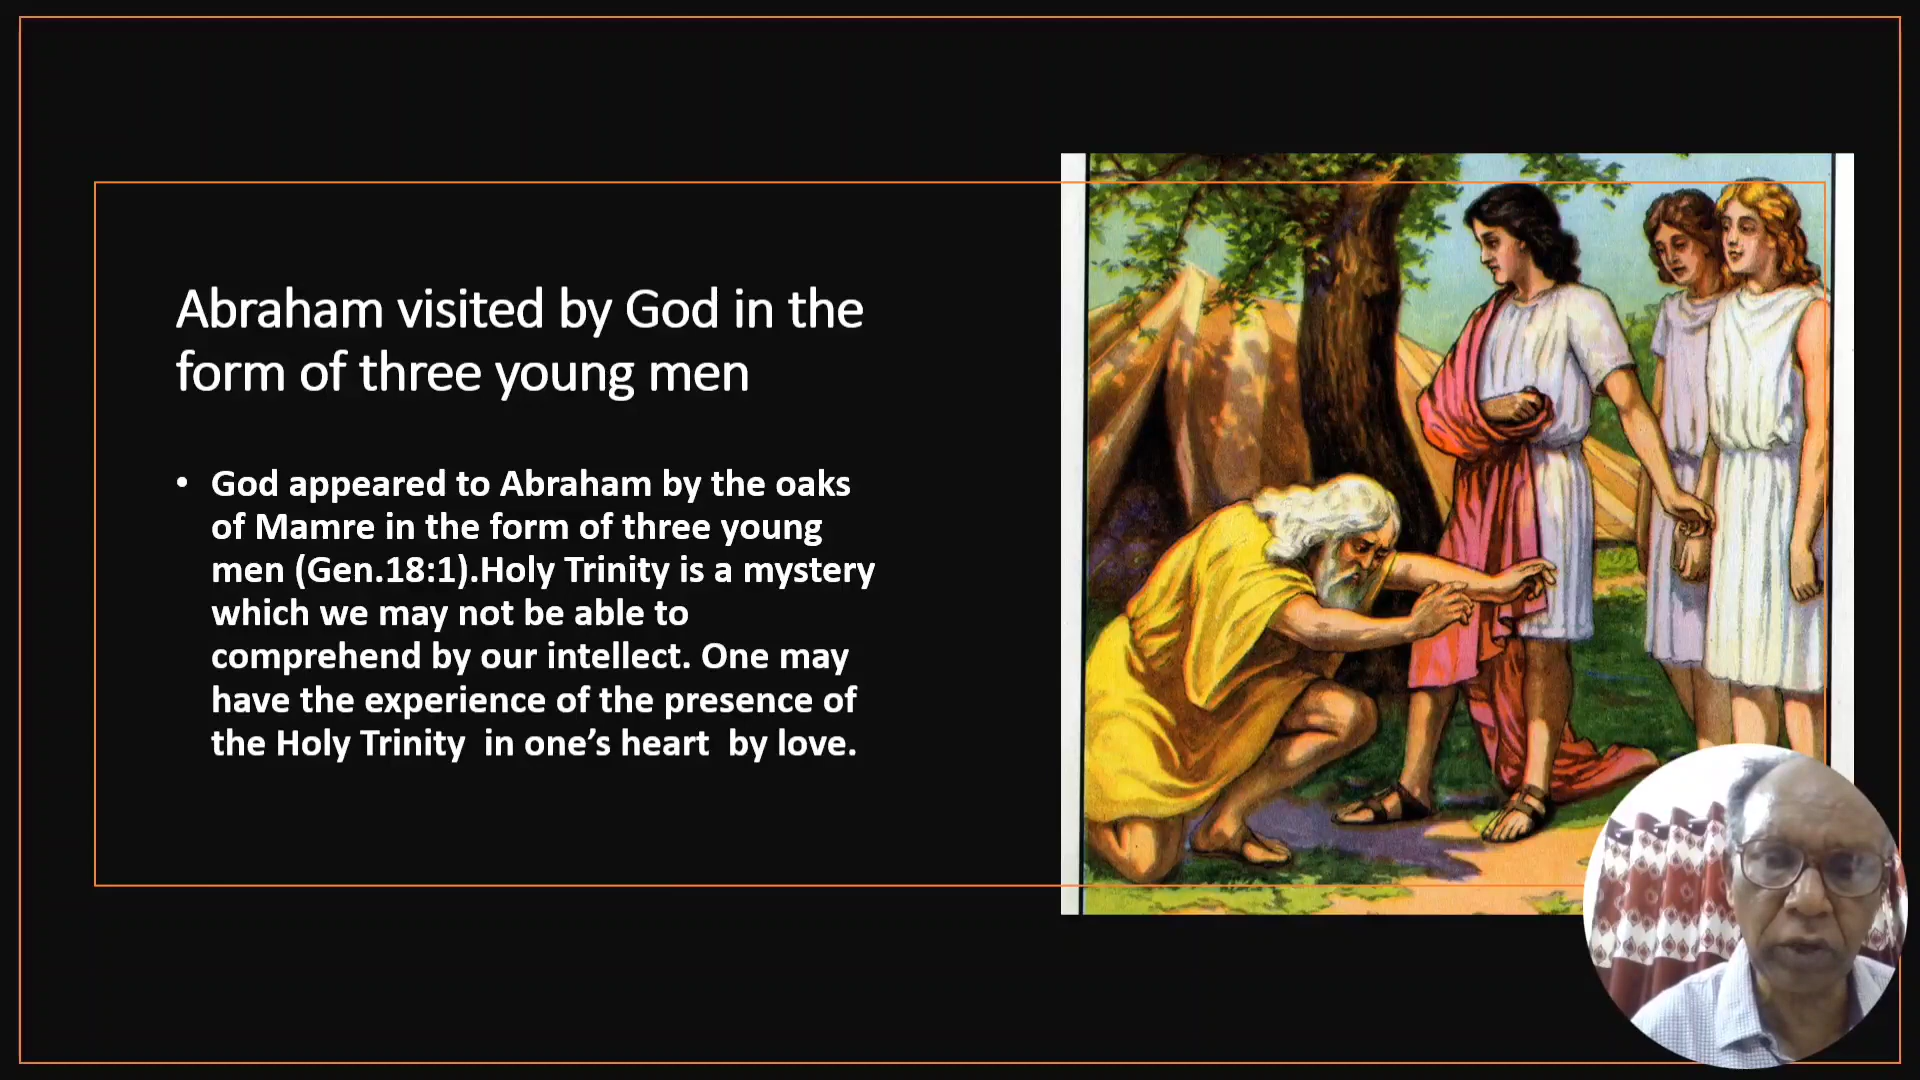 Abraham visited by God in the
form of three young men
• God appeared to Abraham by the oaks
of Mamre in the form of three young
men (Gen.18:1).Holy Trinity is a mystery
which we may not be able to
comprehend by our intellect. One may
have the experience of the presence of
the Holy Trinity  in one’s heart  by love.